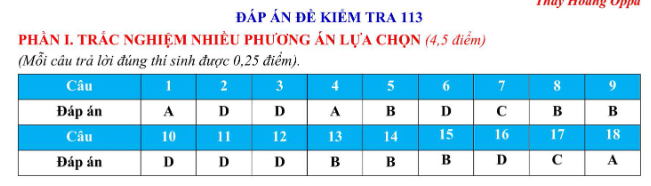 Thầy Hoàng Oppa
ĐÁP ÁN ĐỀ KIỂM TRA 113
PHẦN I. TRẮC NGHIỆM NHIỀU PHƯƠNG ÁN LỰA CHỌN (4,5 điểm)
(Mỗi câu trả lời đúng thí sinh được 0,25 điểm).
Câu 1 2 3 4 5 6 7 8 9
Đáp án A D D A B D C B B
Câu 10 11 12 13 14 15 16 17 18
Đáp án D D D B B B D C A